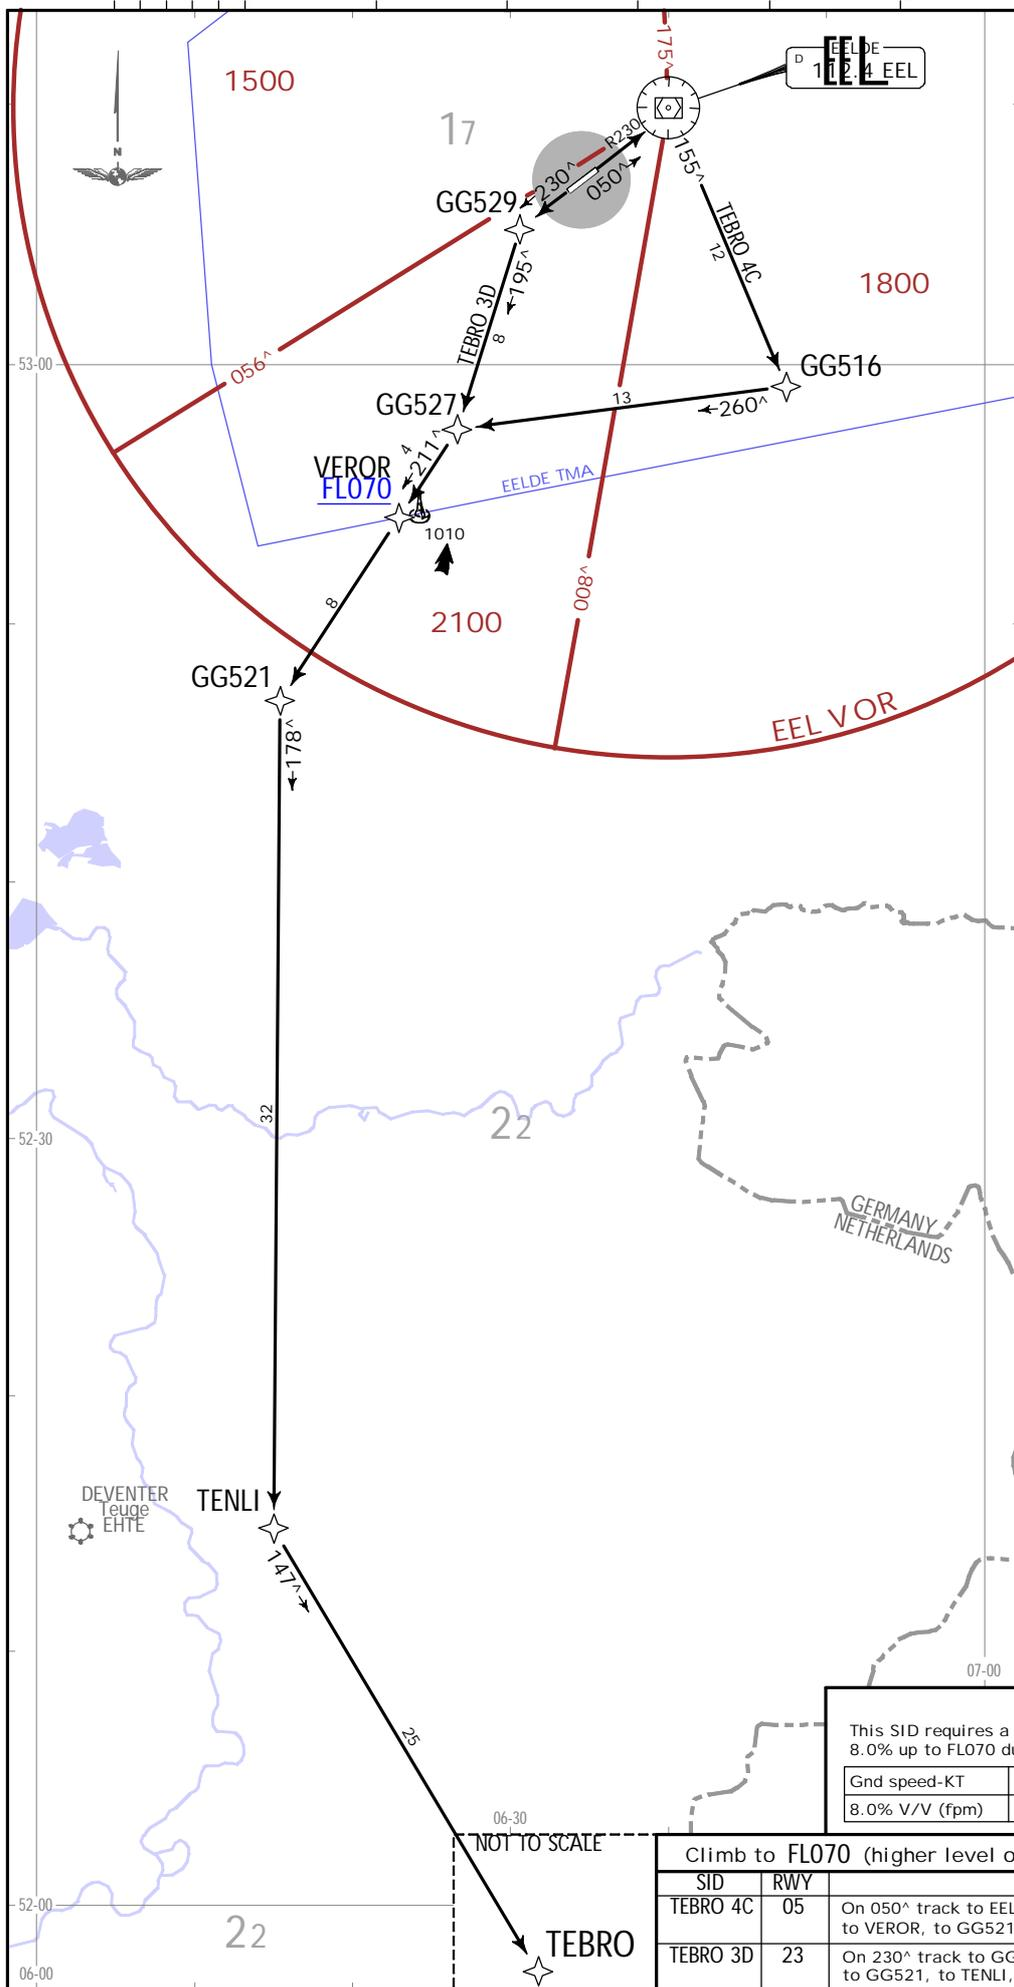 175^
EELDE
D
112.4 EEL
EEL
1500
17
N
R230
230^
050^
155^
GG529
195^
TEBRO 3D
8
TEBRO 4C
12
1800
53-00
056^
GG516
13
260^
GG527
4
211^
VEROR
FL070
EELDE TMA
1010
008^
2100
8
GG521
EEL VOR
178^
32
22
52-30
GERMANY
NETHERLANDS
DEVENTER
Teuge
EHTE
TENLI
147^
07-00
25
This SID requires a
8.0% up to FL070 du
Gnd speed-KT
8.0% V/V (fpm)
06-30
NOT TO SCALE
Climb to FL070 (higher level o
SID RWY
TEBRO 4C 05 On 050^ track to EEL
to VEROR, to GG521
TEBRO 3D 23 On 230^ track to GG
to GG521, to TENLI,
52-00
22
TEBRO
06-00